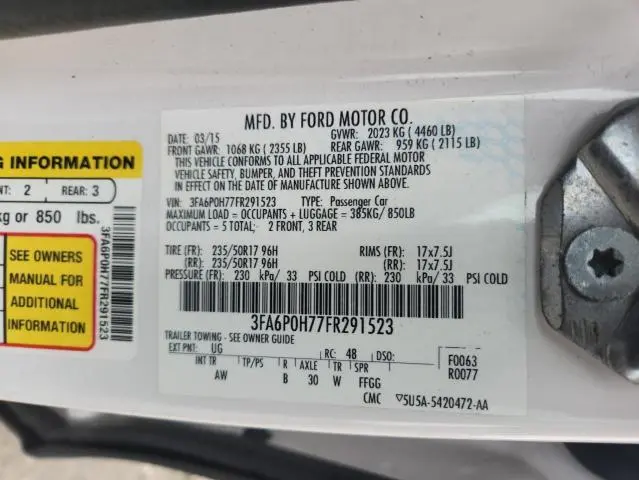 G INFORMATION
NT: 2 REAR: 3
kg or 850 lbs.
SEE OWNERS
MANUAL FOR
ADDITIONAL
INFORMATION
3FA6P0H77FR291523
MFD. BY FORD MOTOR CO.
DATE: 03/15 GVWR: 2023 KG ( 4460 LB)
FRONT GAWR: 1068 KG ( 2355 LB) REAR GAWR: 959 KG ( 2115 LB)
THIS VEHICLE CONFORMS TO ALL APPLICABLE FEDERAL MOTOR
VEHICLE SAFETY, BUMPER, AND THEFT PREVENTION STANDARDS
IN EFFECT ON THE DATE OF MANUFACTURE SHOWN ABOVE.
VIN: 3FA6P0H77FR291523 TYPE: Passenger Car
MAXIMUM LOAD = OCCUPANTS + LUGGAGE = 385KG/ 850LB
OCCUPANTS = 5 TOTAL:- 2 FRONT, 3 REAR
TIRE (FR): 235/50R17 96H RIMS (FR): 17x7.5J
(RR): 235/50R17 96H (RR): 17x7.5J
PRESSURE (FR): 230 kPa/ 33 PSI COLD (RR): 230 kPa/ 33 PSI COLD
3FA6P0H77FR291523
TRAILER TOWING - SEE OWNER GUIDE
EXT PNT: UG RC: 48 DSO: F0063
INT TR TP/PS R AXLE TR SPR R0077
AW B 30 W FFGG
CMC ▽5U5A-5420472-AA